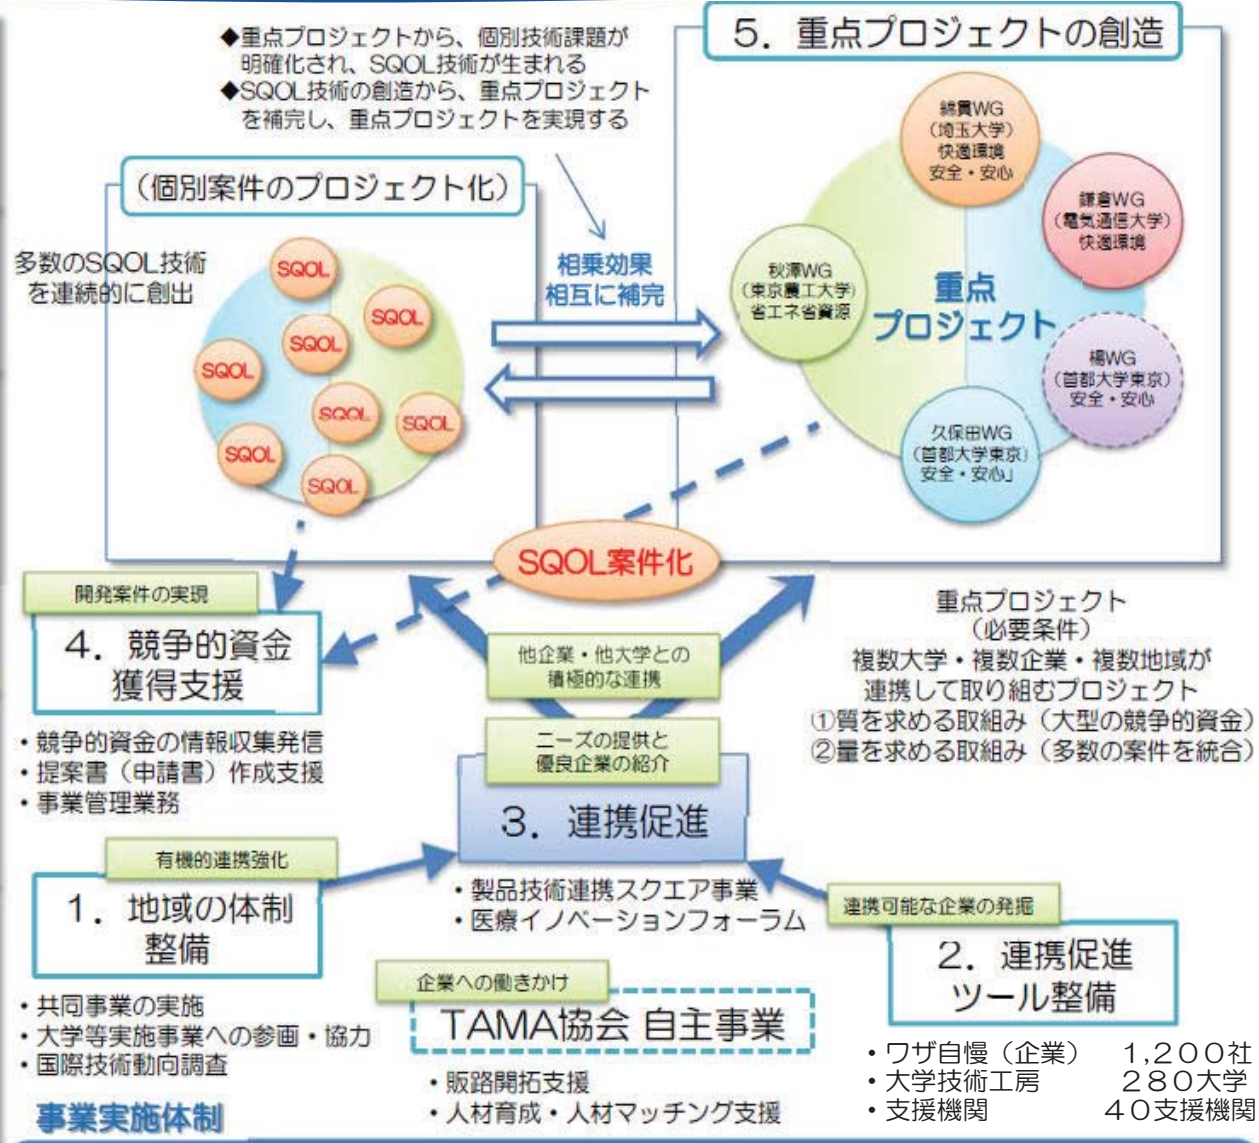 ◆重点プロジェクトから、個別技術課題が
明確化され、SQOL技術が生まれる
◆SQOL技術の創造から、重点プロジェクト
を補完し、重点プロジェクトを実現する
5．重点プロジェクトの創造
綿貫WG
(埼玉大学)
快適環境
安全・安心
鎌倉WG
(電気通信大学)
快適環境
秋澤WG
(東京農工大学)
省エネ省資源
重点
プロジェクト
楊WG
(首都大学東京)
安全・安心
久保田WG
(首都大学東京)
安全・安心」
（個別案件のプロジェクト化）
多数のSQOL技術
を連続的に創出
SQOL
SQOL
SQOL
SQOL
SQOL
SQOL
SQOL
SQOL
相乗効果
相互に補完
SQOL案件化
開発案件の実現
4．競争的資金
獲得支援
・競争的資金の情報収集発信
・提案書（申請書）作成支援
・事業管理業務
他企業・他大学との
積極的な連携
ニーズの提供と
優良企業の紹介
3．連携促進
・製品技術連携スクエア事業
・医療イノベーションフォーラム
重点プロジェクト
（必要条件）
複数大学・複数企業・複数地域が
連携して取り組むプロジェクト
①質を求める取組み（大型の競争的資金）
②量を求める取組み（多数の案件を統合）
有機的連携強化
1．地域の体制
整備
・共同事業の実施
・大学等実施事業への参画・協力
・国際技術動向調査
企業への働きかけ
TAMA協会 自主事業
・販路開拓支援
・人材育成・人材マッチング支援
連携可能な企業の発掘
2．連携促進
ツール整備
・ワザ自慢（企業） 1,200社
・大学技術工房 280大学
・支援機関 40支援機関
事業実施体制